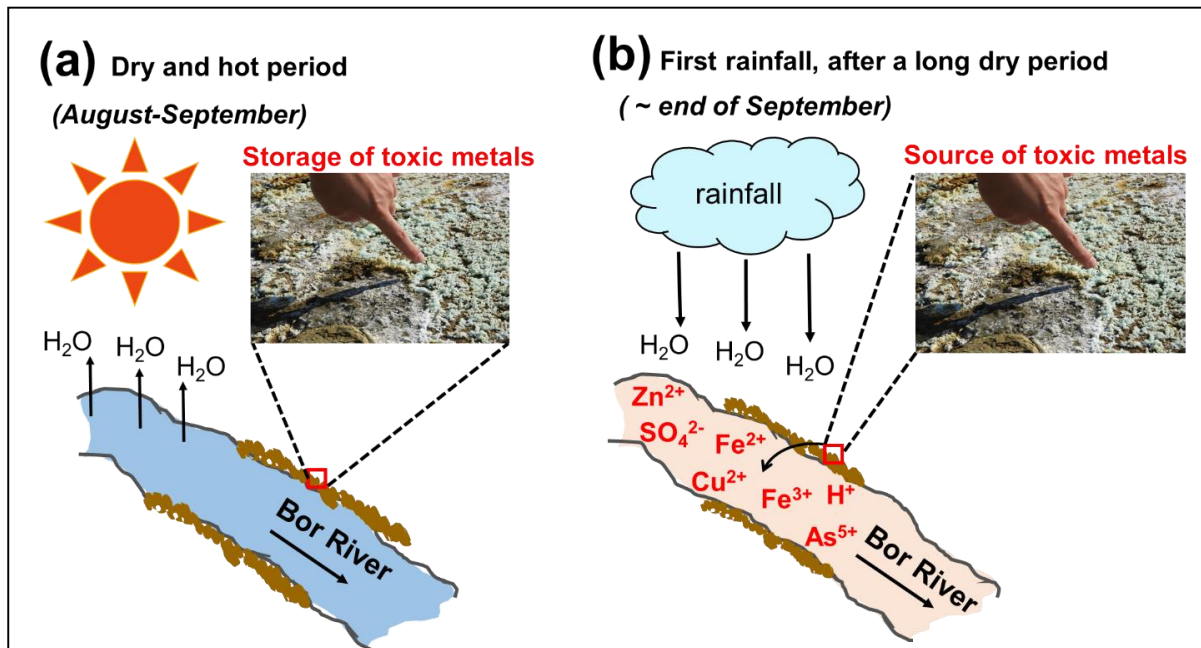 (a) Dry and hot period
(August-September)
Storage of toxic metals
H₂O
H₂O
H₂O
Bor River
(b) First rainfall, after a long dry period
( ~ end of September)
Source of toxic metals
rainfall
H₂O
H₂O
H₂O
Zn²⁺
SO₄²⁻
Fe²⁺
Cu²⁺
Fe³⁺
H⁺
As⁵⁺
Bor River